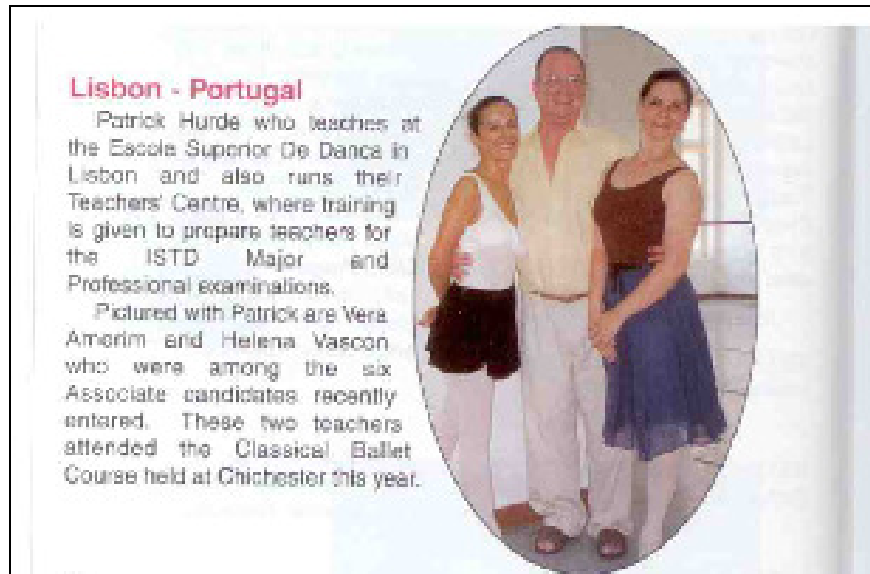 Lisbon - Portugal
Patrick Hurde who teaches at
the Escola Superior De Danca in
Lisbon and also runs their
Teachers' Centre, where training
is given to prepare teachers for
the ISTD Major and
Professional examinations.
Pictured with Patrick are Vera
Amorim and Helena Vascon
who were among the six
Associate candidates recently
entered. These two teachers
attended the Classical Ballet
Course held at Chichester this year.